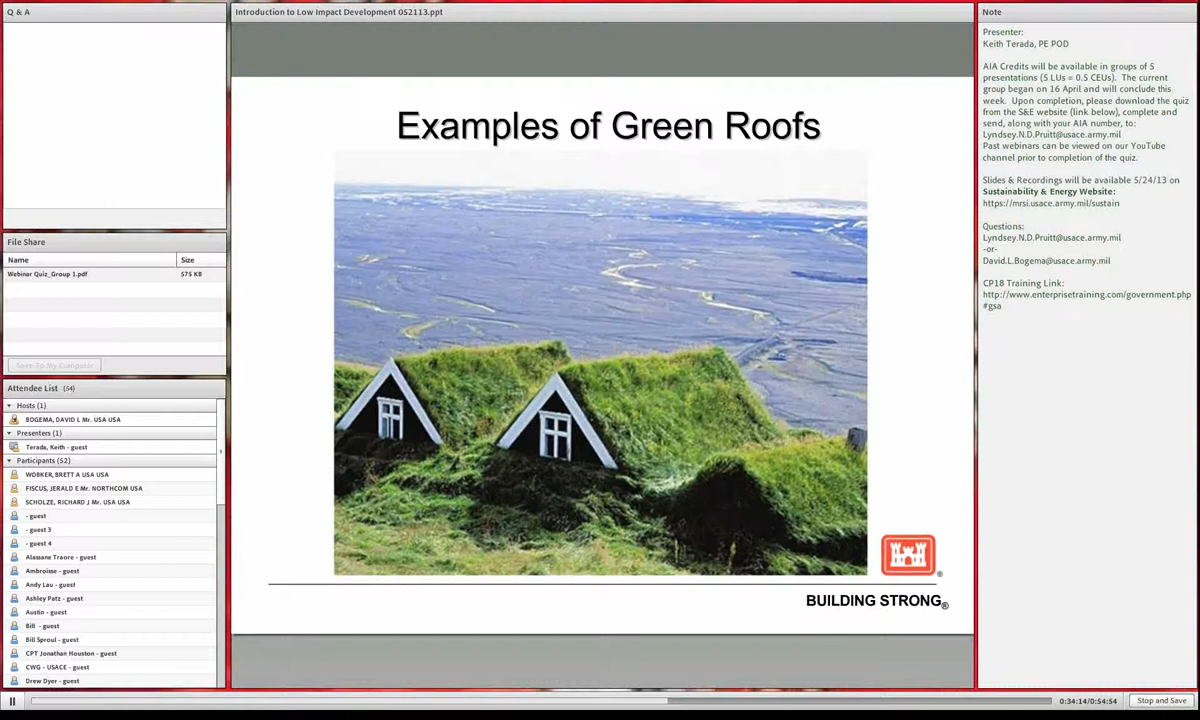 Q & A
File Share
Name Size
Webinar Quiz_Group 1.pdf 575 KB
Save To My Computer
Attendee List (54)
Hosts (1)
BOGEMA, DAVID L Mr. USA USA
Presenters (1)
Terada, Keith - guest
Participants (52)
WOBKER, BRETT A USA USA
FISCUS, JERALD E Mr. NORTHCOM USA
SCHOLZE, RICHARD J Mr. USA USA
- guest
- guest 3
- guest 4
Alassane Traore - guest
Ambroisse - guest
Andy Lau - guest
Ashley Patz - guest
Austin - guest
Bill - guest
Bill Sproul - guest
CPT Jonathan Houston - guest
CWG - USACE - guest
Drew Dyer - guest
Introduction to Low Impact Development 052113.ppt
Examples of Green Roofs
®
BUILDING STRONG®
Note
Presenter:
Keith Terada, PE POD
AIA Credits will be available in groups of 5
presentations (5 LUs = 0.5 CEUs). The current
group began on 16 April and will conclude this
week. Upon completion, please download the quiz
from the S&E website (link below), complete and
send, along with your AIA number, to:
Lyndsey.N.D.Pruitt@usace.army.mil
Past webinars can be viewed on our YouTube
channel prior to completion of the quiz.
Slides & Recordings will be available 5/24/13 on
Sustainability & Energy Website:
https://mrsi.usace.army.mil/sustain
Questions:
Lyndsey.N.D.Pruitt@usace.army.mil
-or-
David.L.Bogema@usace.army.mil
CP18 Training Link:
http://www.enterprisetraining.com/government.php
#gsa
0:34:14/0:54:54
Stop and Save